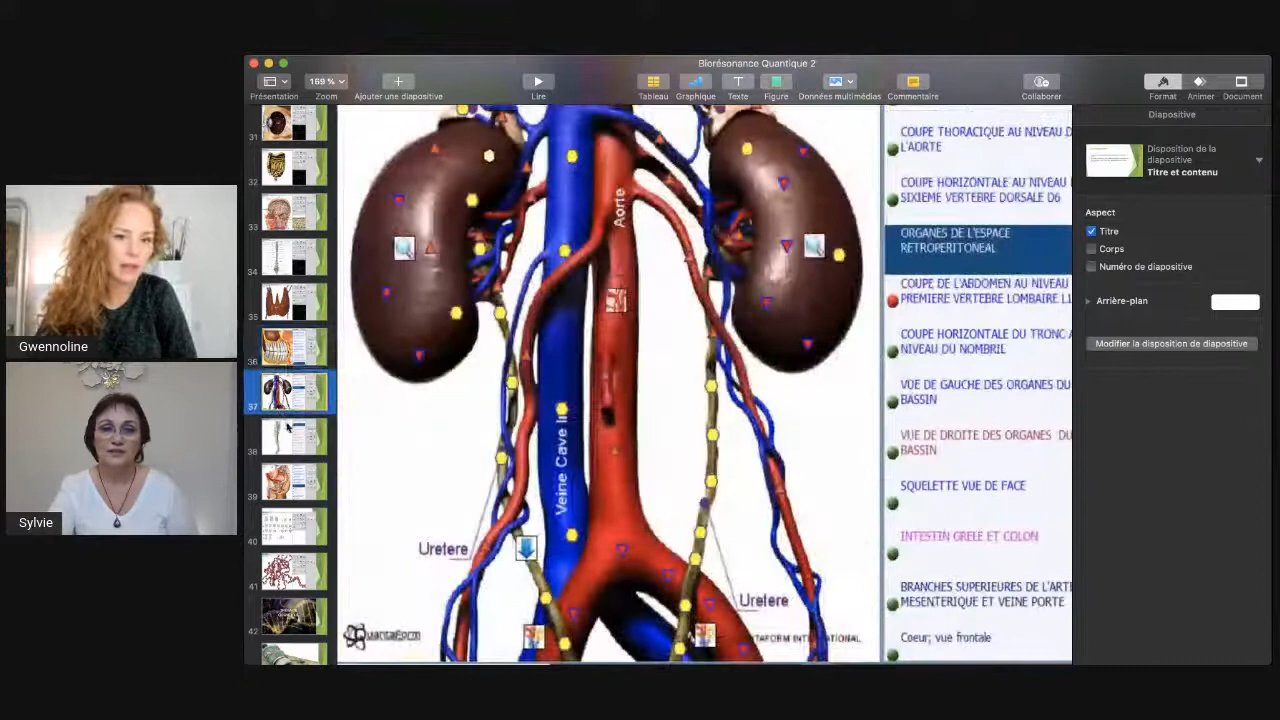 Biorésonance Quantique 2
169 %
Présentation
Zoom
Ajouter une diapositive
Lire
Tableau
Graphique
Texte
Figure
Données multimédias
Commentaire
Collaborer
Format
Animer
Document
Diapositive
Disposition de la
diapositive
Titre et contenu
Aspect
Titre
Corps
Numéro de diapositive
Arrière-plan
Modifier la disposition de diapositive
31
32
33
34
35
36
37
38
39
40
41
42
Gwennoline
Sylvie
Aorte
Veine Cave
Uretere
Uretere
QuantaForm
INTERNATIONAL
COUPE THORACIQUE AU NIVEAU D
L'AORTE
COUPE HORIZONTALE AU NIVEAU
SIXIEME VERTEBRE DORSALE D6
ORGANES DE L'ESPACE
RETROPERITONEAL
COUPE DE L'ABDOMEN AU NIVEAU
PREMIERE VERTEBRE LOMBAIRE L1
COUPE HORIZONTALE DU TRONC A
NIVEAU DU NOMBRIL
VUE DE GAUCHE DES ORGANES DU
BASSIN
VUE DE DROITE DES ORGANES DU
BASSIN
SQUELETTE VUE DE FACE
INTESTIN GRELE ET COLON
BRANCHES SUPERIEURES DE L'ARTE
MESENTERIQUE ET VEINE PORTE
Coeur; vue frontale